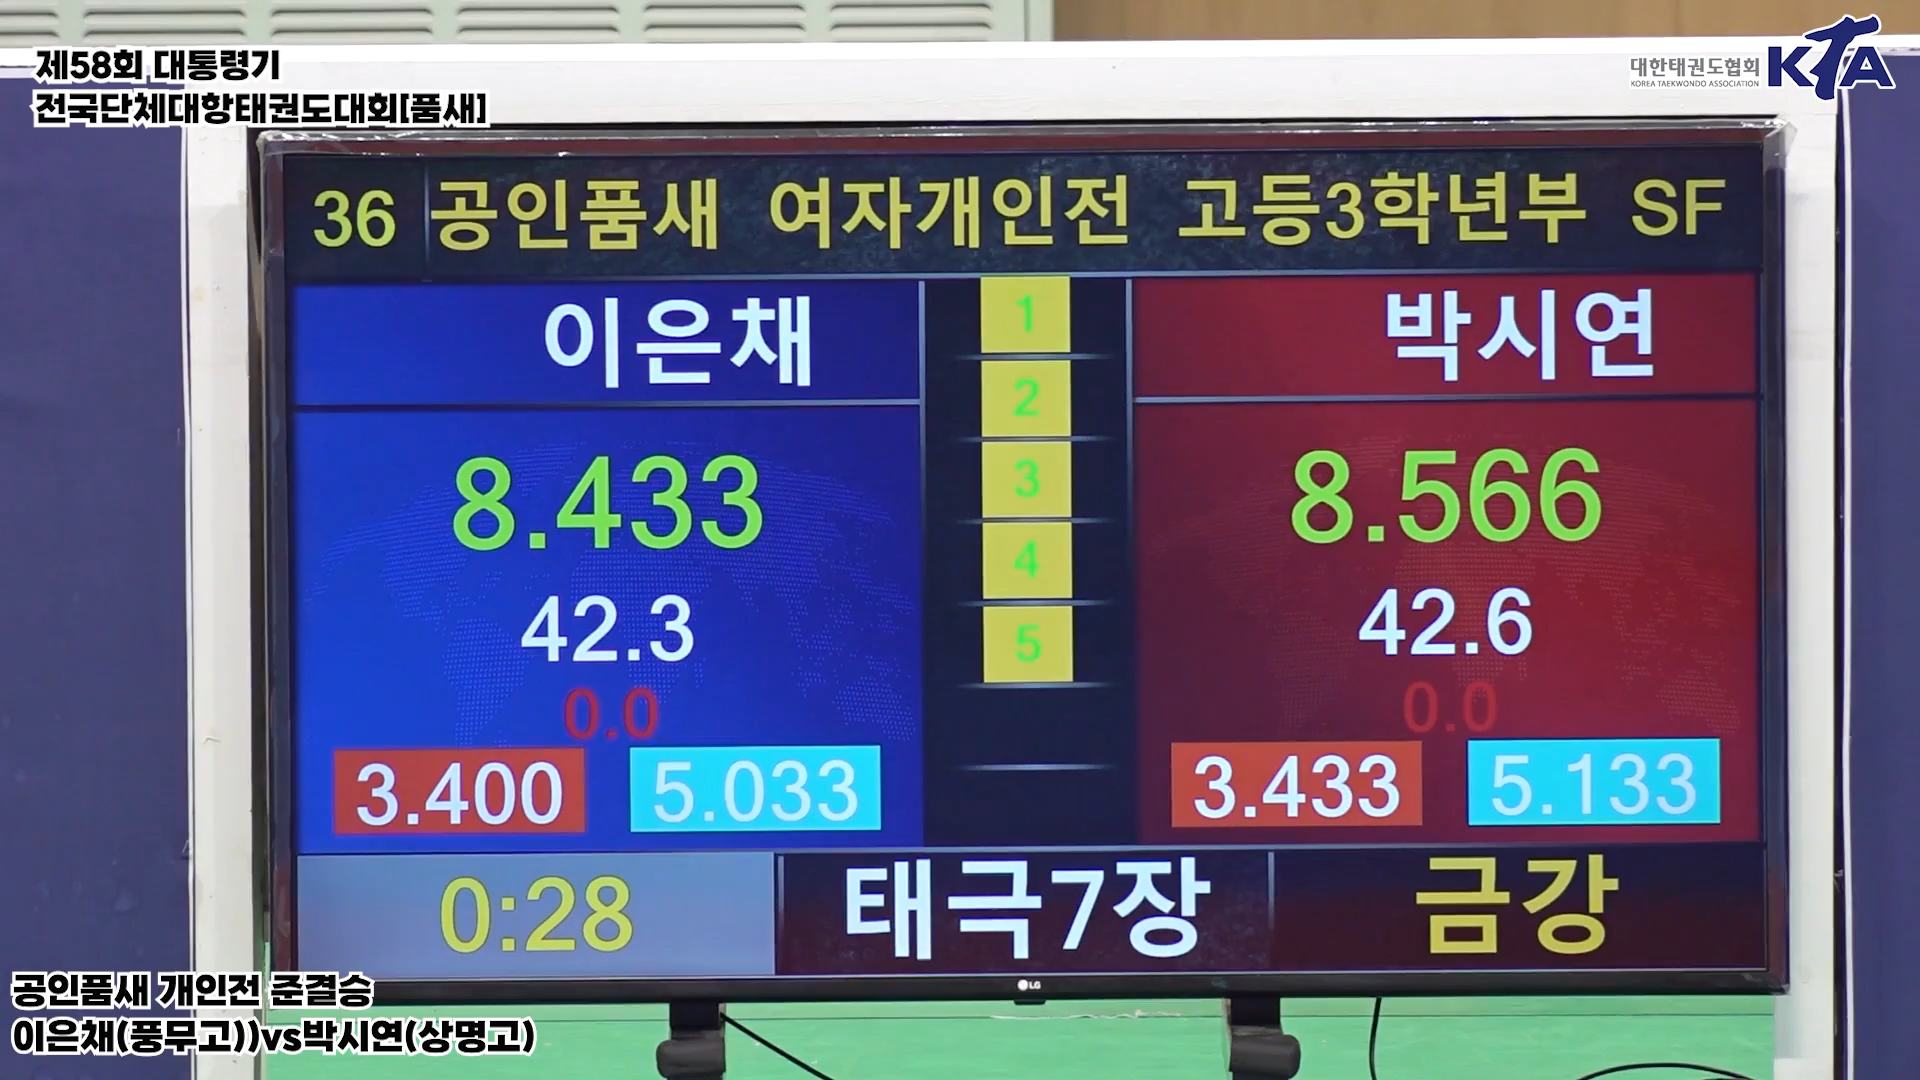 제58회 대통령기
전국단체대항태권도대회[품새]
대한태권도협회
KOREA TAEKWONDO ASSOCIATION
KTA
36 공인품새 여자개인전 고등3학년부 SF
이은채
박시연
1
2
3
4
5
8.433
8.566
42.3
42.6
0.0
0.0
3.400 5.033
3.433 5.133
0:28 태극7장 금강
LG
공인품새 개인전 준결승
이은채(풍무고))vs박시연(상명고)